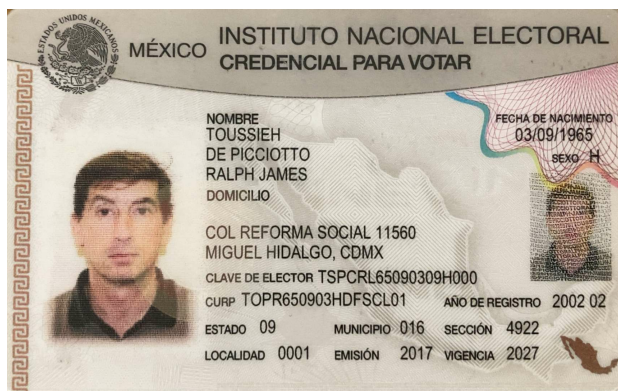 ESTADOS UNIDOS MEXICANOS
MÉXICO
INSTITUTO NACIONAL ELECTORAL
CREDENCIAL PARA VOTAR
NOMBRE
TOUSSIEH
DE PICCIOTTO
RALPH JAMES
FECHA DE NACIMIENTO
03/09/1965
SEXO H
DOMICILIO
COL REFORMA SOCIAL 11560
MIGUEL HIDALGO, CDMX
CLAVE DE ELECTOR TSPCRL65090309H000
CURP TOPR650903HDFSCL01 AÑO DE REGISTRO 2002 02
ESTADO 09 MUNICIPIO 016 SECCIÓN 4922
LOCALIDAD 0001 EMISIÓN 2017 VIGENCIA 2027